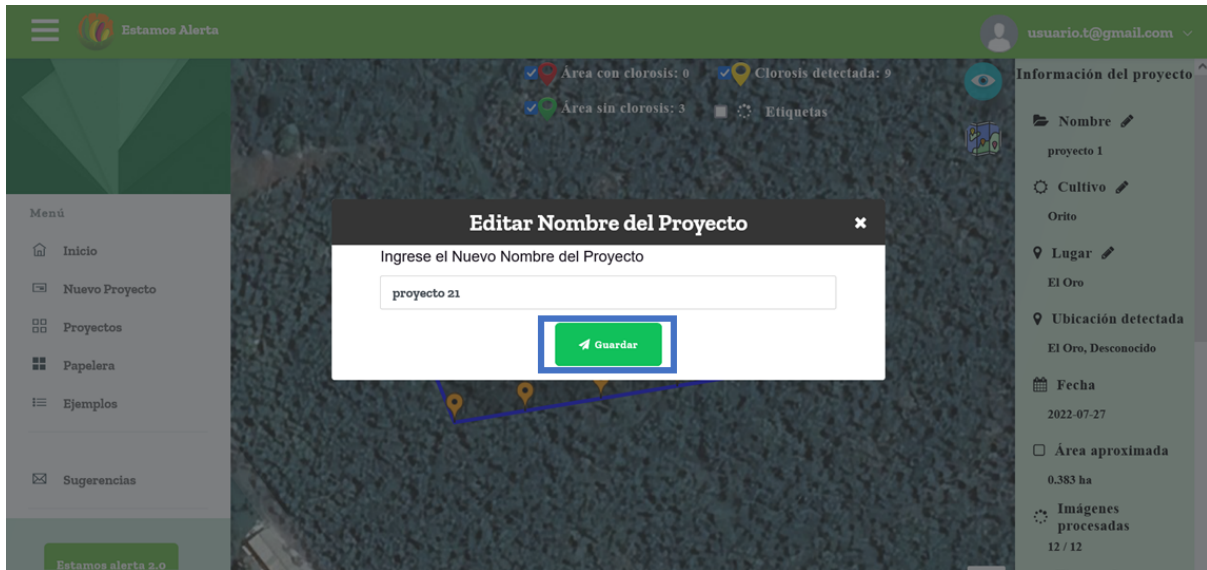 Estamos Alerta
usuario.t@gmail.com
Área con clorosis: 0
Clorosis detectada: 9
Área sin clorosis: 3
Etiquetas
Menú
Inicio
Nuevo Proyecto
Proyectos
Papelera
Ejemplos
Sugerencias
Estamos alerta 2.0
Editar Nombre del Proyecto
Ingrese el Nuevo Nombre del Proyecto
proyecto 21
Guardar
Información del proyecto
Nombre
proyecto 1
Cultivo
Orito
Lugar
El Oro
Ubicación detectada
El Oro, Desconocido
Fecha
2022-07-27
Área aproximada
0.383 ha
Imágenes
procesadas
12 / 12